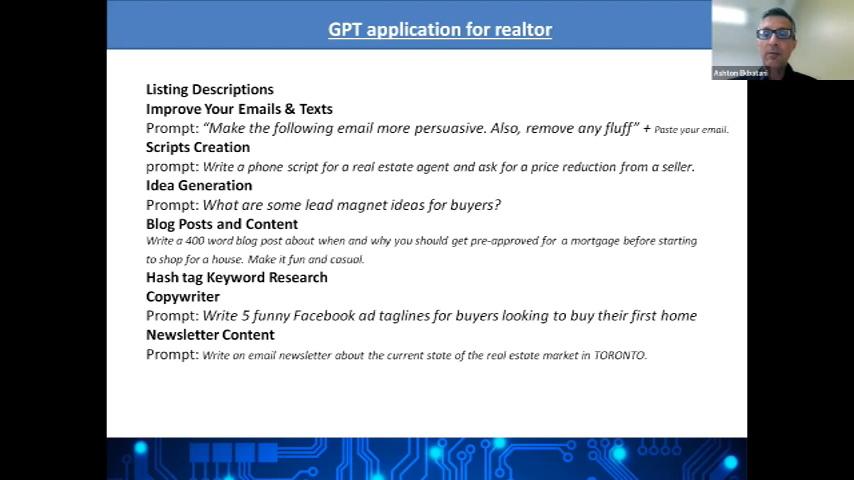 GPT application for realtor
Ashton Ekbatani
Listing Descriptions
Improve Your Emails & Texts
Prompt: “Make the following email more persuasive. Also, remove any fluff” + Paste your email.
Scripts Creation
prompt: Write a phone script for a real estate agent and ask for a price reduction from a seller.
Idea Generation
Prompt: What are some lead magnet ideas for buyers?
Blog Posts and Content
Write a 400 word blog post about when and why you should get pre-approved for a mortgage before starting
to shop for a house. Make it fun and casual.
Hash tag Keyword Research
Copywriter
Prompt: Write 5 funny Facebook ad taglines for buyers looking to buy their first home
Newsletter Content
Prompt: Write an email newsletter about the current state of the real estate market in TORONTO.